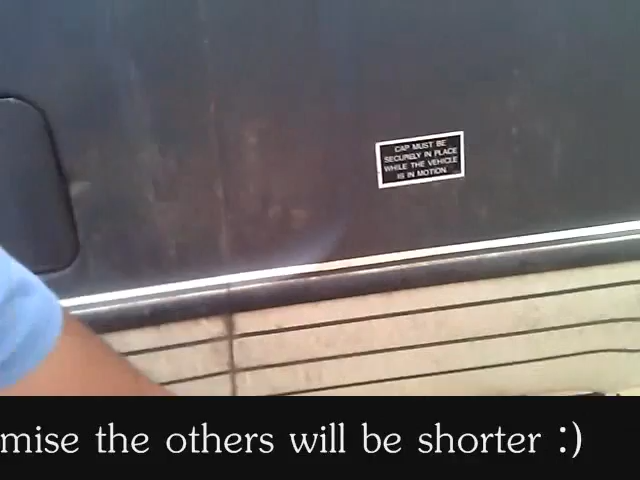 CAP MUST BE
SECURELY IN PLACE
WHILE THE VEHICLE
IS IN MOTION.
mise the others will be shorter :)